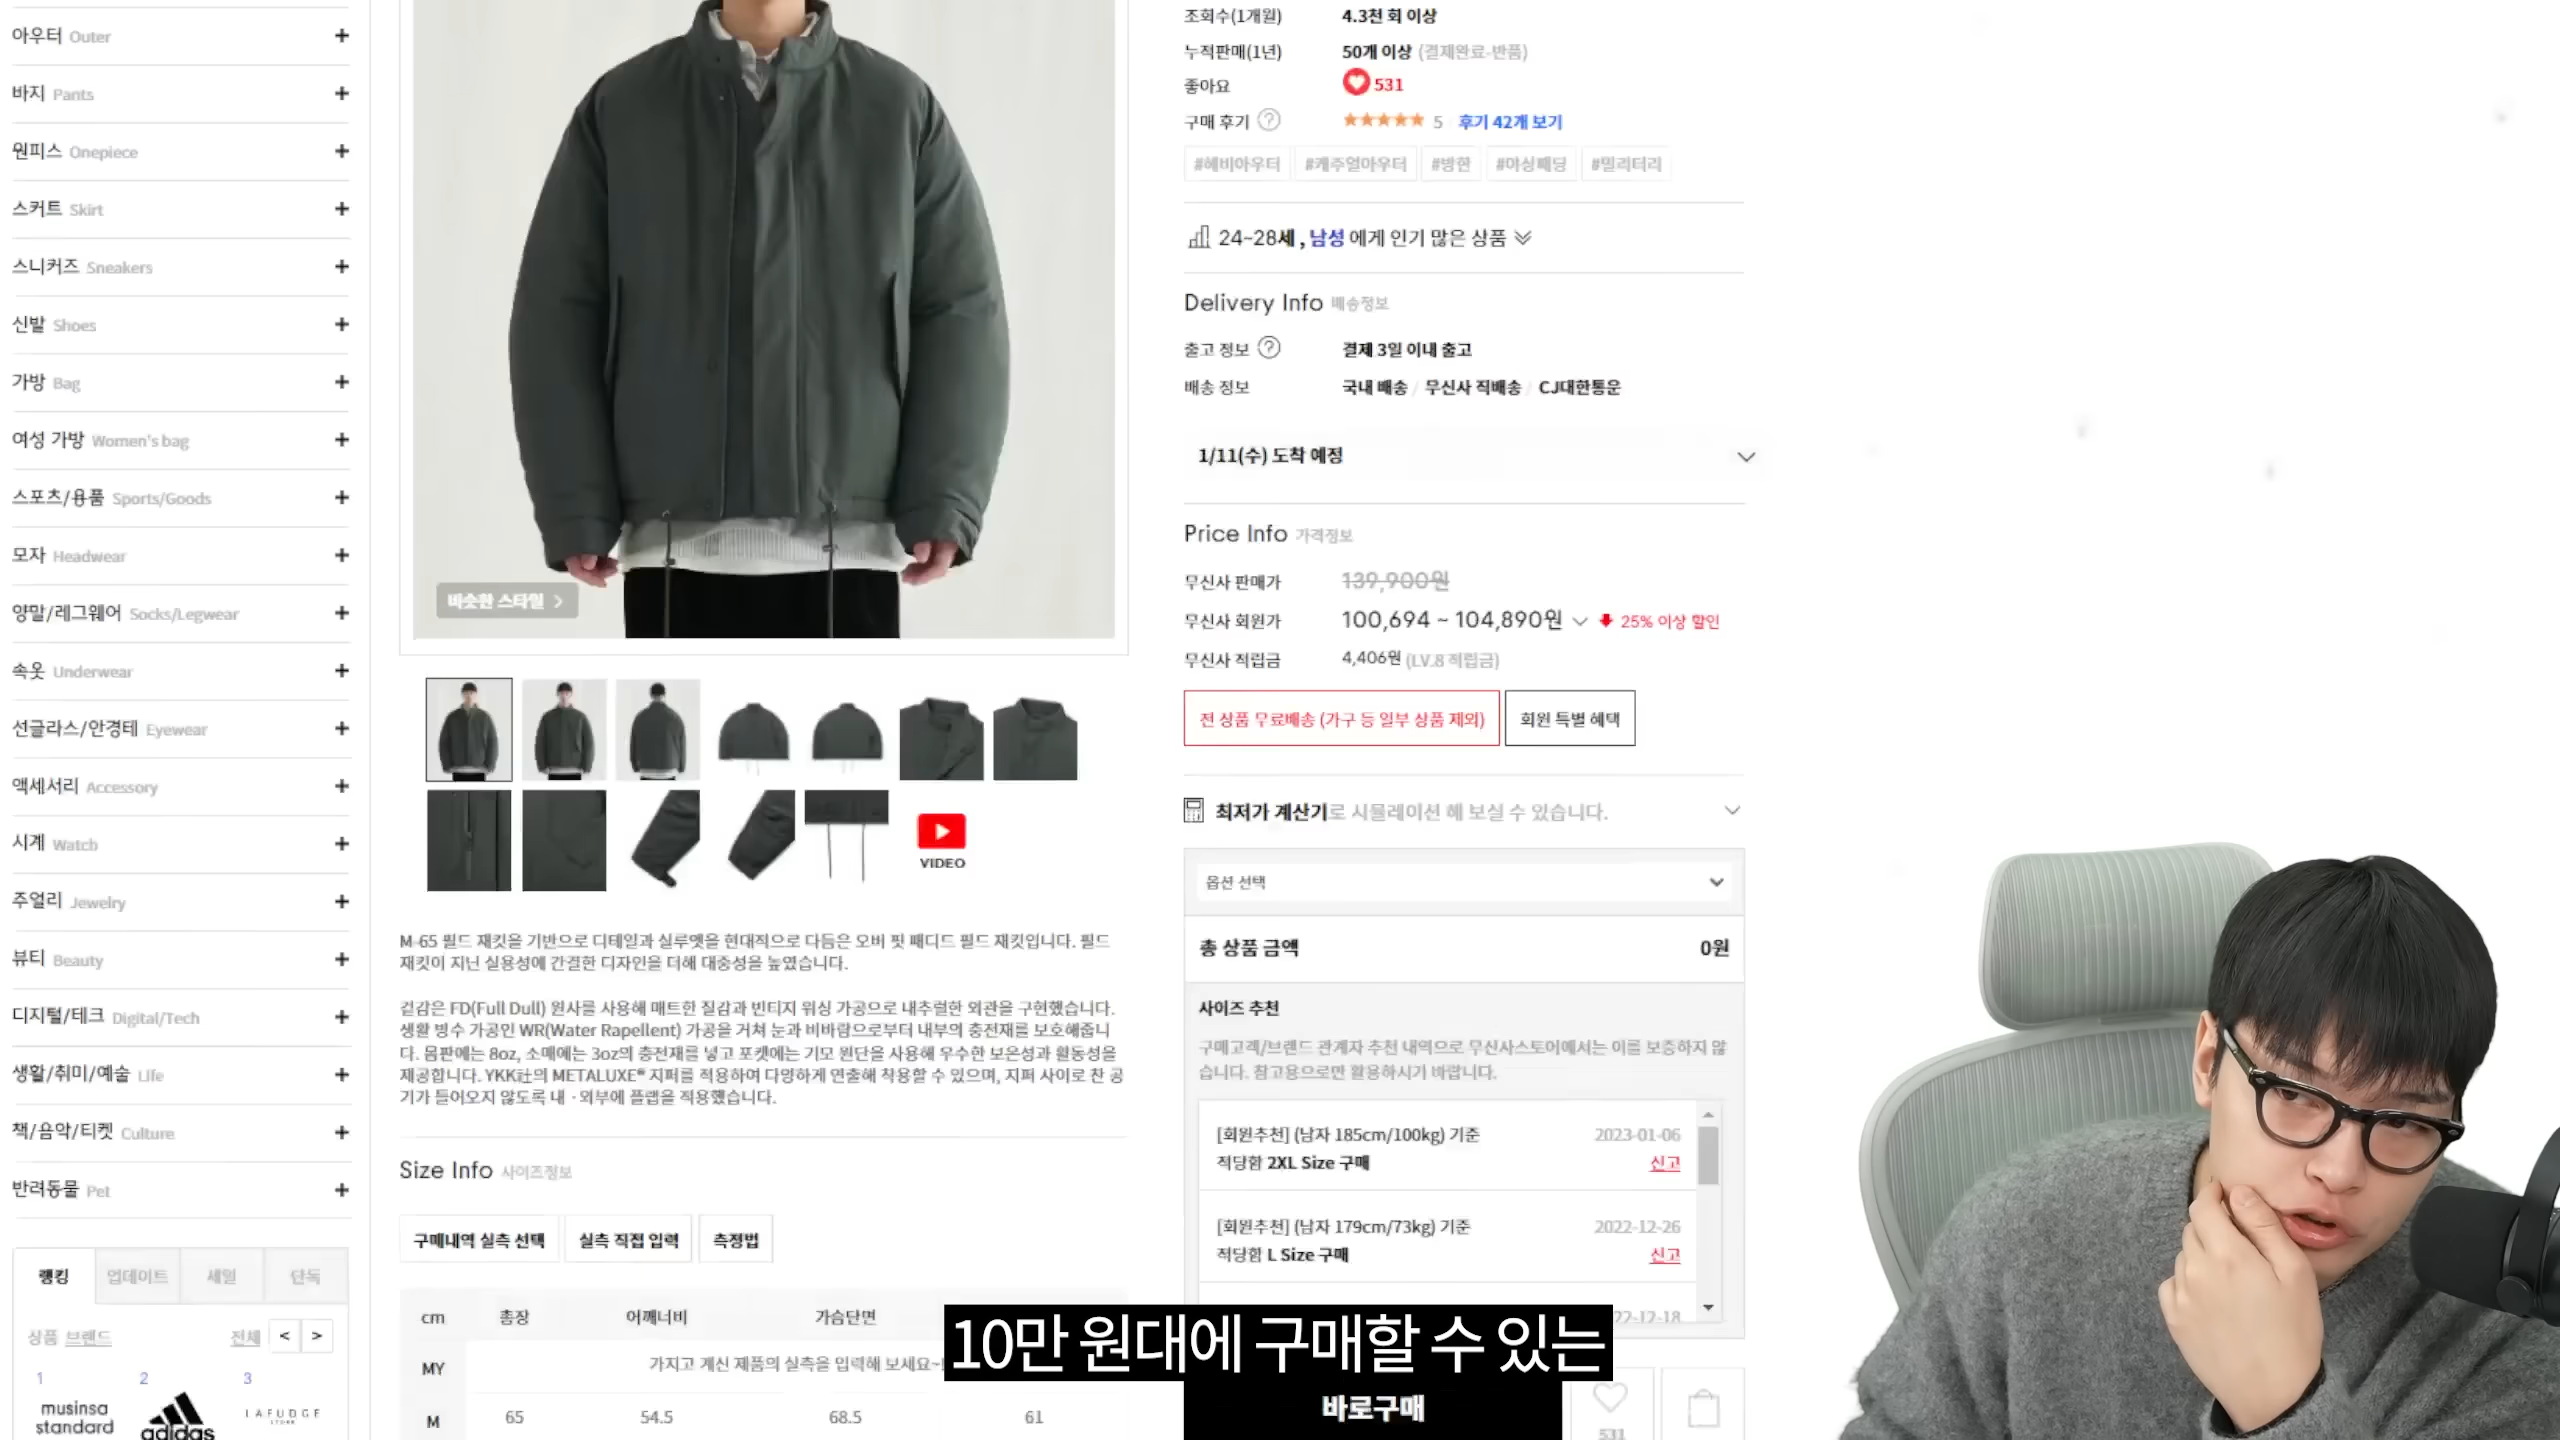 아우터 Outer
바지 Pants
원피스 Onepiece
스커트 Skirt
스니커즈 Sneakers
신발 Shoes
가방 Bag
여성 가방 Women's bag
스포츠/용품 Sports/Goods
모자 Headwear
양말/레그웨어 Socks/Legwear
속옷 Underwear
선글라스/안경테 Eyewear
액세서리 Accessory
시계 Watch
주얼리 Jewelry
뷰티 Beauty
디지털/테크 Digital/Tech
생활/취미/예술 Life
책/음악/티켓 Culture
반려동물 Pet
랭킹 업데이트 세일 단독
상품 브랜드 전체 < >
1 2 3
musinsa standard
adidas
LAFUDGE STORE
비슷한 스타일 >
VIDEO
M-65 필드 재킷을 기반으로 디테일과 실루엣을 현대적으로 다듬은 오버 핏 패디드 필드 재킷입니다. 필드
재킷이 지닌 실용성에 간결한 디자인을 더해 대중성을 높였습니다.
겉감은 FD(Full Dull) 원사를 사용해 매트한 질감과 빈티지 워싱 가공으로 내추럴한 외관을 구현했습니다.
생활 방수 가공인 WR(Water Rapellent) 가공을 거쳐 눈과 비바람으로부터 내부의 충전재를 보호해줍니
다. 몸판에는 8oz, 소매에는 3oz의 충전재를 넣고 포켓에는 기모 원단을 사용해 우수한 보온성과 활동성을
제공합니다. YKK社의 METALUXE® 지퍼를 적용하여 다양하게 연출해 착용할 수 있으며, 지퍼 사이로 찬 공
기가 들어오지 않도록 내 · 외부에 플랩을 적용했습니다.
Size Info 사이즈정보
구매내역 실측 선택 실측 직접 입력 측정법
cm 총장 어깨너비 가슴단면
MY 가지고 계신 제품의 실측을 입력해 보세요~!
M 65 54.5 68.5 61
조회수(1개월) 4.3천 회 이상
누적판매(1년) 50개 이상 (결제완료-반품)
좋아요 531
구매 후기 ? ★★★★★ 5 후기 42개 보기
#헤비아우터 #캐주얼아우터 #방한 #야상패딩 #밀리터리
24-28세 , 남성 에게 인기 많은 상품
Delivery Info 배송정보
출고 정보 ? 결제 3일 이내 출고
배송 정보 국내 배송 / 무신사 직배송 / CJ대한통운
1/11(수) 도착 예정
Price Info 가격정보
무신사 판매가 139,900원
무신사 회원가 100,694 ~ 104,890원 25% 이상 할인
무신사 적립금 4,406원 (LV.8 적립금)
전 상품 무료배송 (가구 등 일부 상품 제외) 회원 특별 혜택
최저가 계산기로 시뮬레이션 해 보실 수 있습니다.
옵션 선택
총 상품 금액 0원
사이즈 추천
구매고객/브랜드 관계자 추천 내역으로 무신사스토어에서는 이를 보증하지 않
습니다. 참고용으로만 활용하시기 바랍니다.
[회원추천] (남자 185cm/100kg) 기준 2023-01-06
적당함 2XL Size 구매 신고
[회원추천] (남자 179cm/73kg) 기준 2022-12-26
적당함 L Size 구매 신고
22-12-18
10만 원대에 구매할 수 있는
바로구매
531